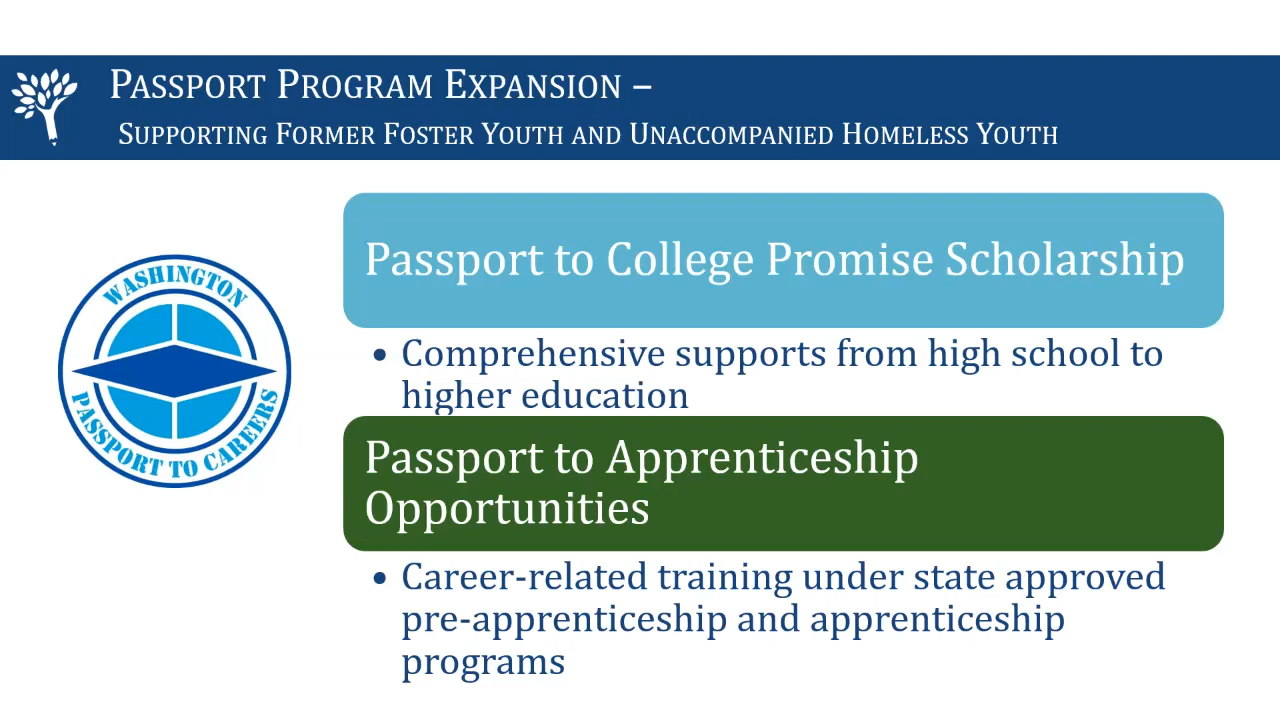 PASSPORT PROGRAM EXPANSION –
SUPPORTING FORMER FOSTER YOUTH AND UNACCOMPANIED HOMELESS YOUTH
WASHINGTON
PASSPORT TO CAREERS
Passport to College Promise Scholarship
• Comprehensive supports from high school to
higher education
Passport to Apprenticeship
Opportunities
• Career-related training under state approved
pre-apprenticeship and apprenticeship
programs